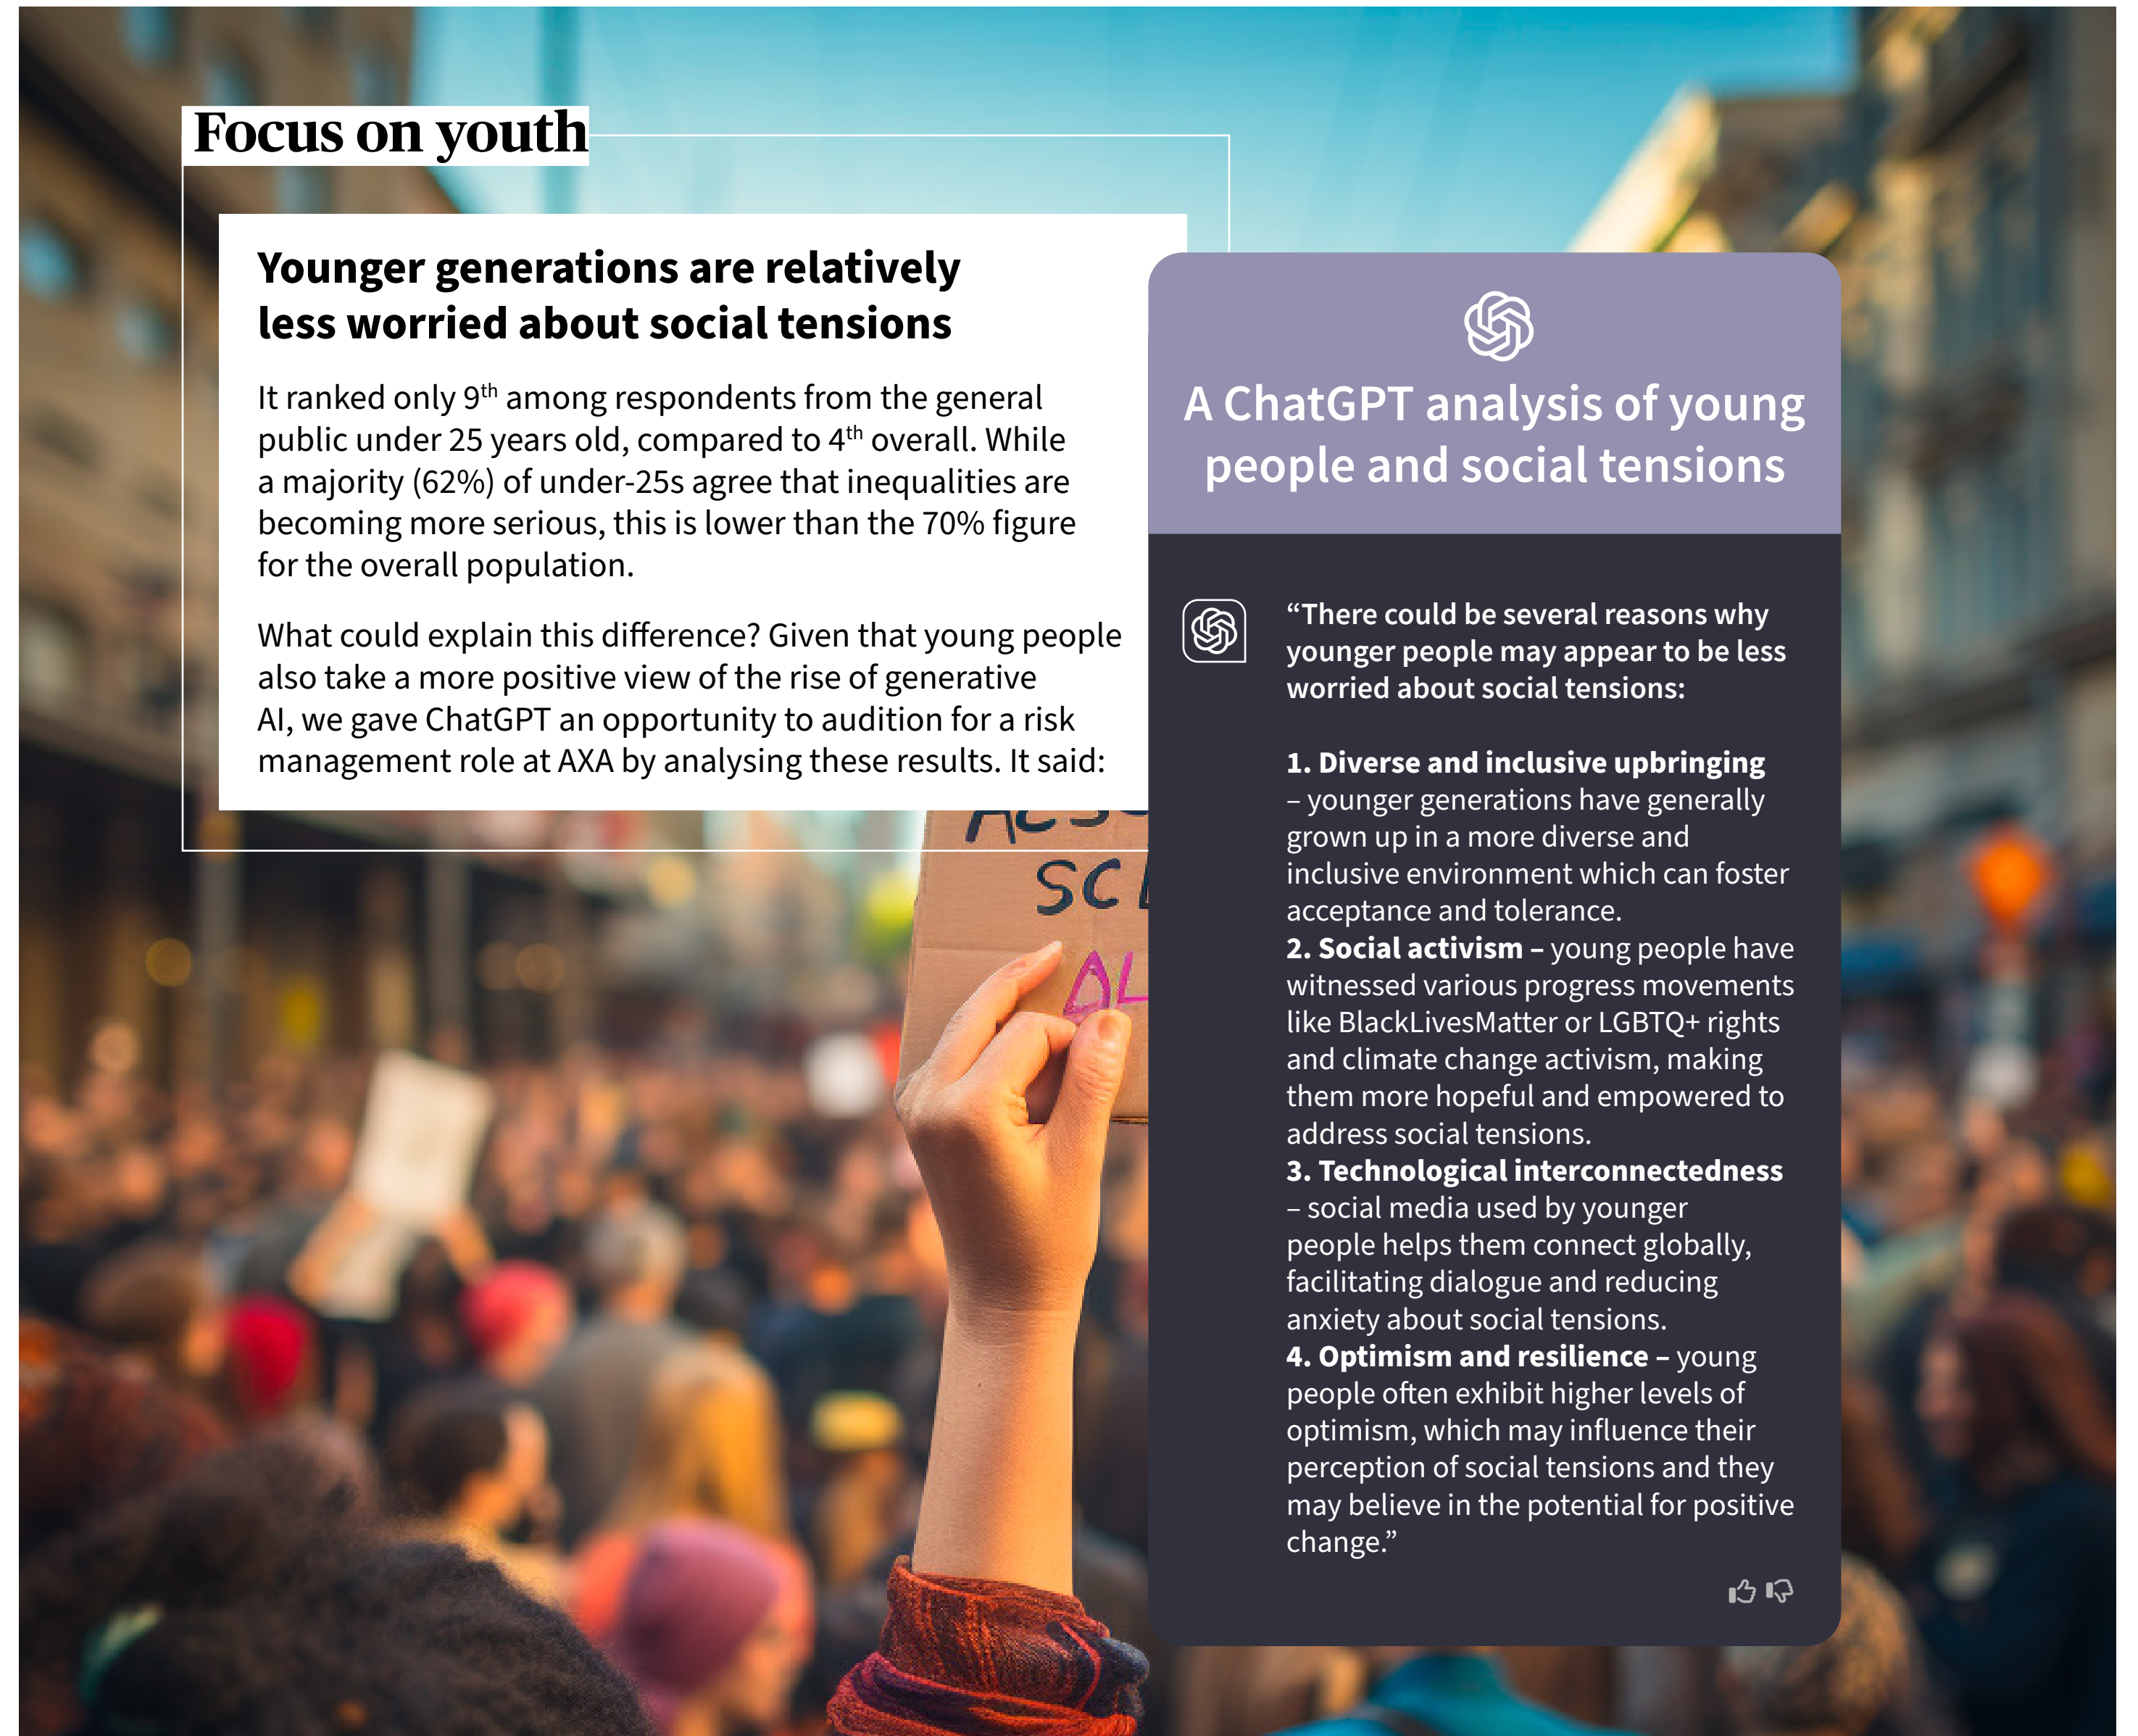 Focus on youth
Younger generations are relatively
less worried about social tensions
It ranked only 9th among respondents from the general
public under 25 years old, compared to 4th overall. While
a majority (62%) of under-25s agree that inequalities are
becoming more serious, this is lower than the 70% figure
for the overall population.
What could explain this difference? Given that young people
also take a more positive view of the rise of generative
AI, we gave ChatGPT an opportunity to audition for a risk
management role at AXA by analysing these results. It said:
A ChatGPT analysis of young
people and social tensions
“There could be several reasons why
younger people may appear to be less
worried about social tensions:
1. Diverse and inclusive upbringing
– younger generations have generally
grown up in a more diverse and
inclusive environment which can foster
acceptance and tolerance.
2. Social activism – young people have
witnessed various progress movements
like BlackLivesMatter or LGBTQ+ rights
and climate change activism, making
them more hopeful and empowered to
address social tensions.
3. Technological interconnectedness
– social media used by younger
people helps them connect globally,
facilitating dialogue and reducing
anxiety about social tensions.
4. Optimism and resilience – young
people often exhibit higher levels of
optimism, which may influence their
perception of social tensions and they
may believe in the potential for positive
change.”